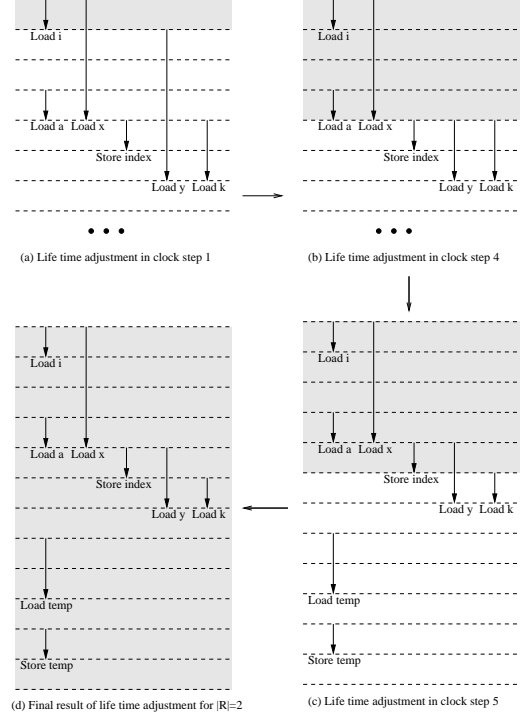 Load i
Load a Load x
Store index
Load y Load k
(a) Life time adjustment in clock step 1
Load i
Load a Load x
Store index
Load y Load k
(b) Life time adjustment in clock step 4
Load i
Load a Load x
Store index
Load y Load k
Load temp
Store temp
(d) Final result of life time adjustment for |R|=2
Load i
Load a Load x
Store index
Load y Load k
Load temp
Store temp
(c) Life time adjustment in clock step 5